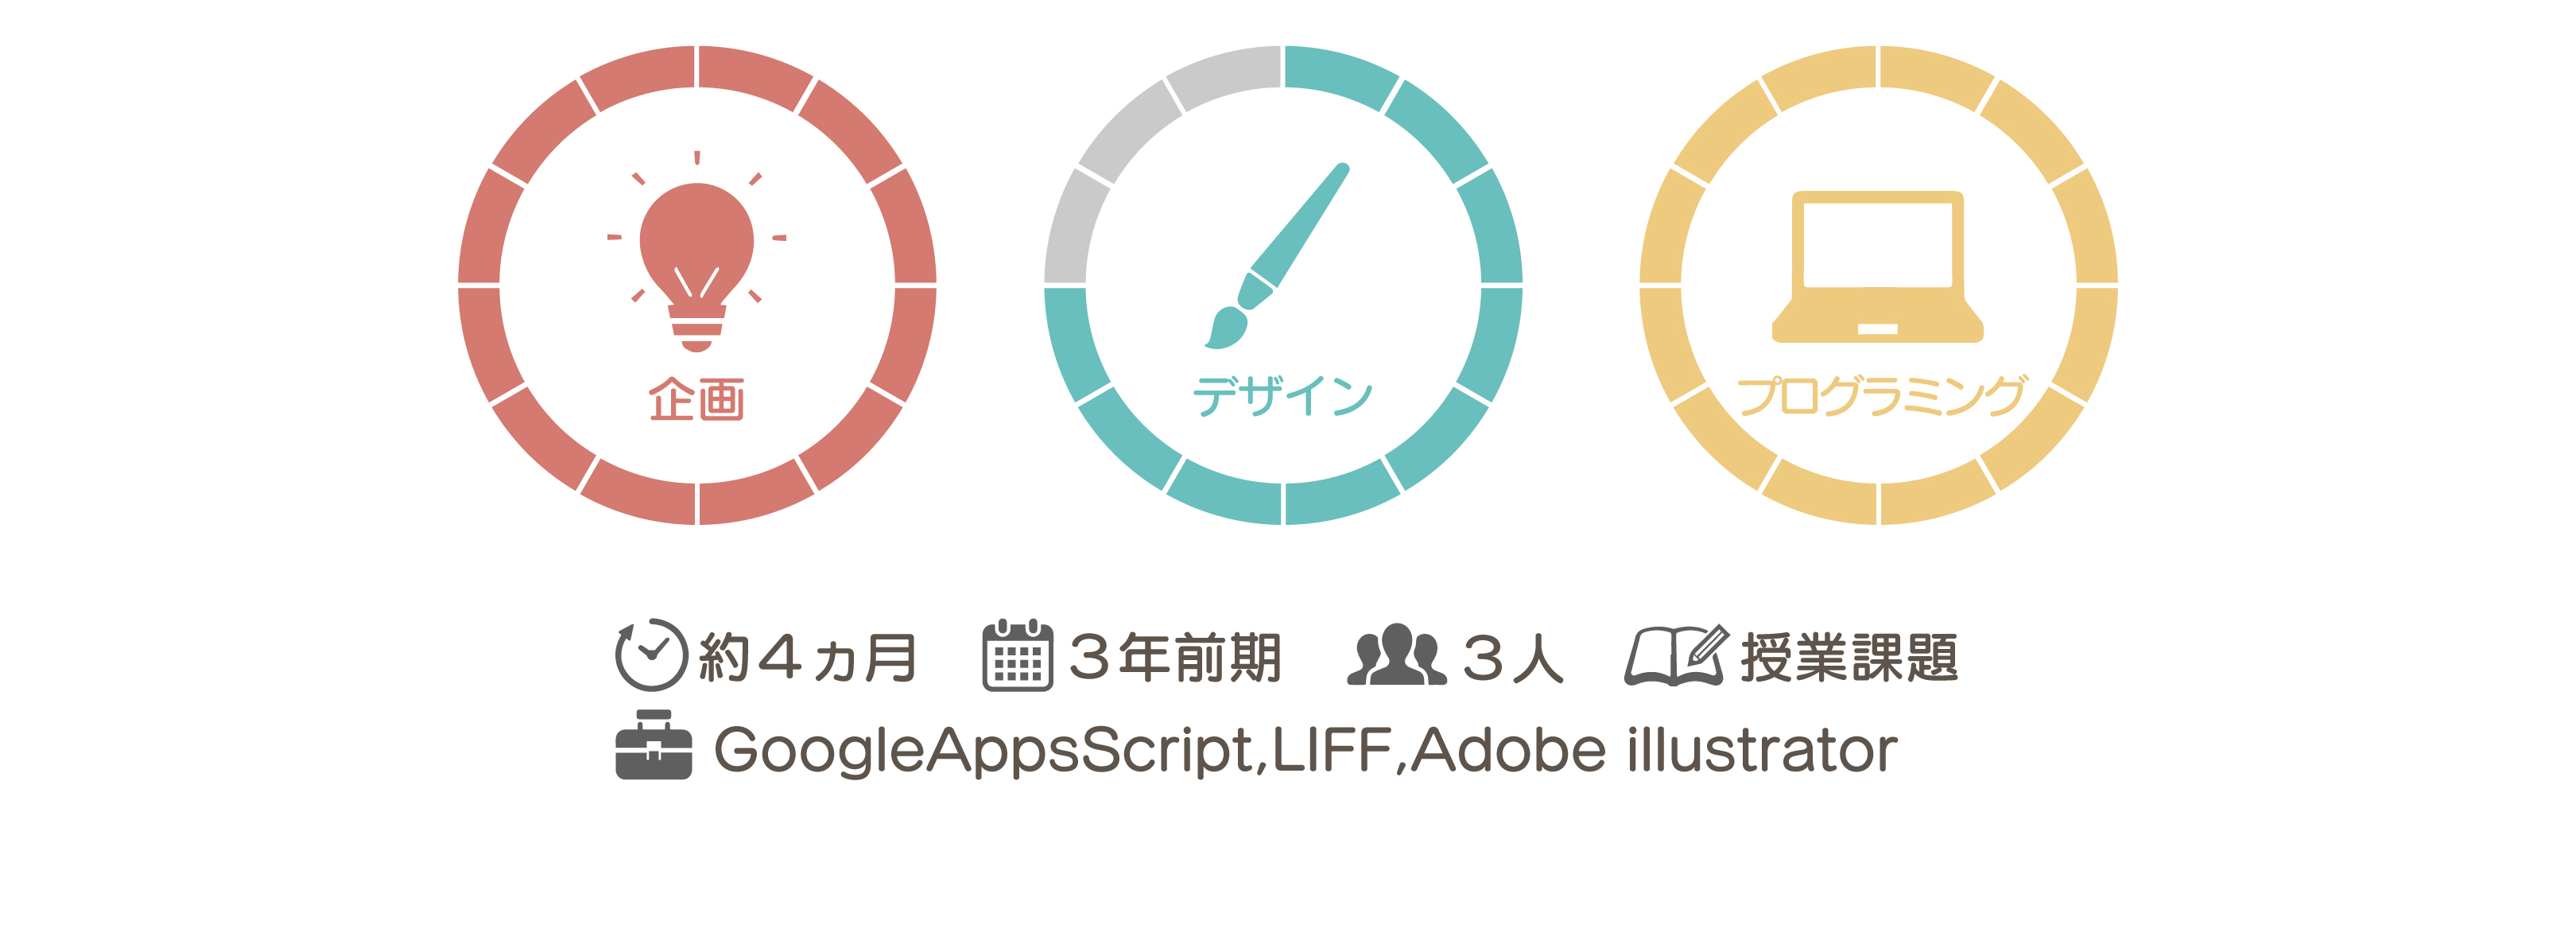 企画 デザイン プログラミング
約４ヵ月 ３年前期 ３人 授業課題
GoogleAppsScript,LIFF,Adobe illustrator